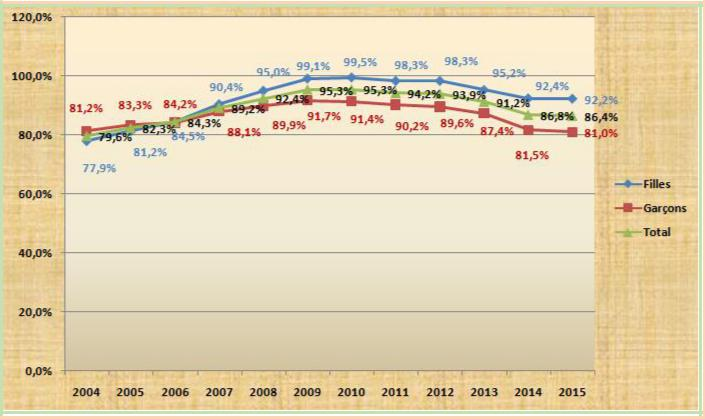 120,0%
99,1% 99,5% 98,3% 98,3%
95,0% 95,2%
90,4% 92,4%
100,0% 92,2%
81,2% 83,3% 84,2% 89,2% 92,4% 95,3% 95,3% 94,2% 93,9% 91,2% 86,8% 86,4%
80,0% 79,6% 82,3% 84,3% 88,1% 89,9% 91,7% 91,4% 90,2% 89,6% 87,4% 81,0%
77,9% 81,2% 84,5% 81,5%
60,0%
40,0%
20,0%
0,0%
2004 2005 2006 2007 2008 2009 2010 2011 2012 2013 2014 2015
Filles
Garçons
Total